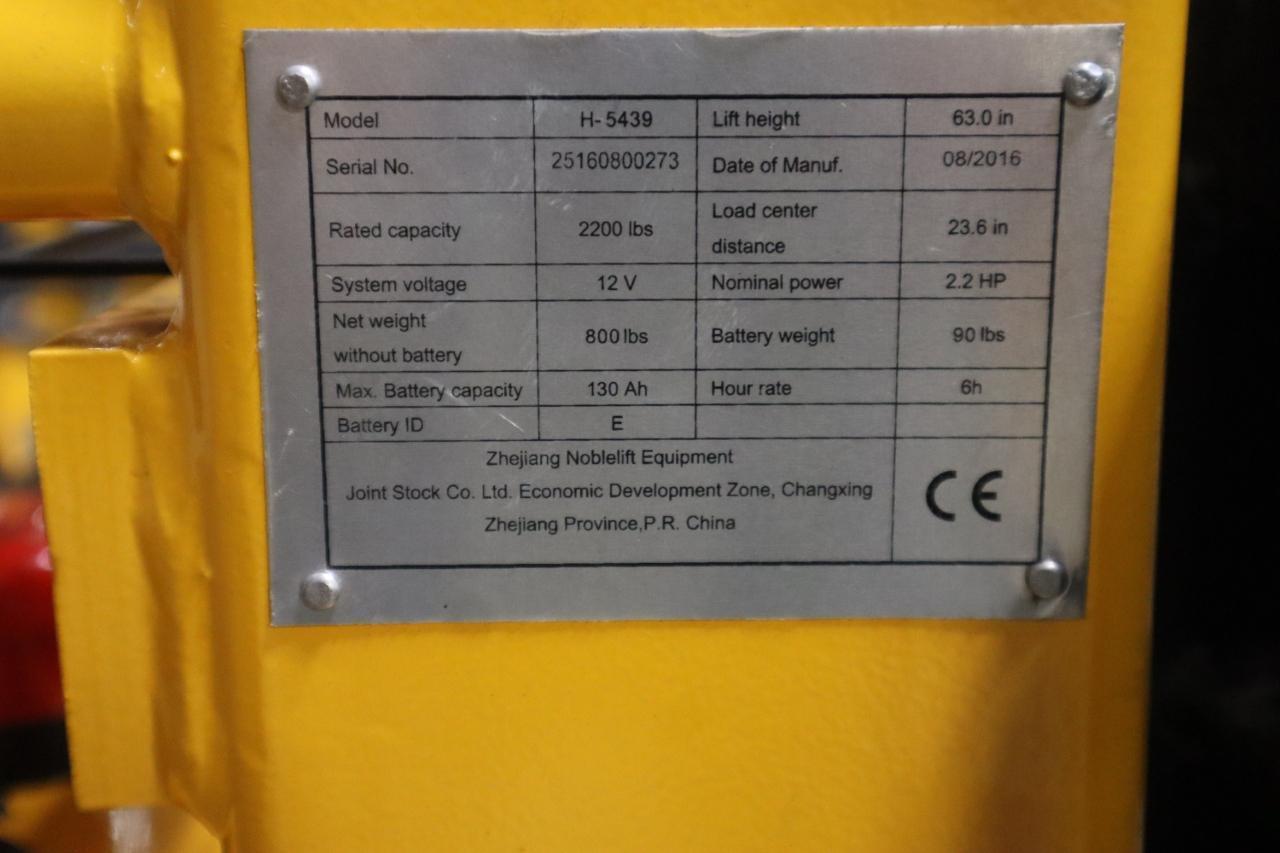 Model H-5439 Lift height 63.0 in
Serial No. 25160800273 Date of Manuf. 08/2016
Rated capacity 2200 lbs Load center distance 23.6 in
System voltage 12 V Nominal power 2.2 HP
Net weight without battery 800 lbs Battery weight 90 lbs
Max. Battery capacity 130 Ah Hour rate 6h
Battery ID E
Zhejiang Noblelift Equipment
Joint Stock Co. Ltd. Economic Development Zone, Changxing
Zhejiang Province,P.R. China
CE